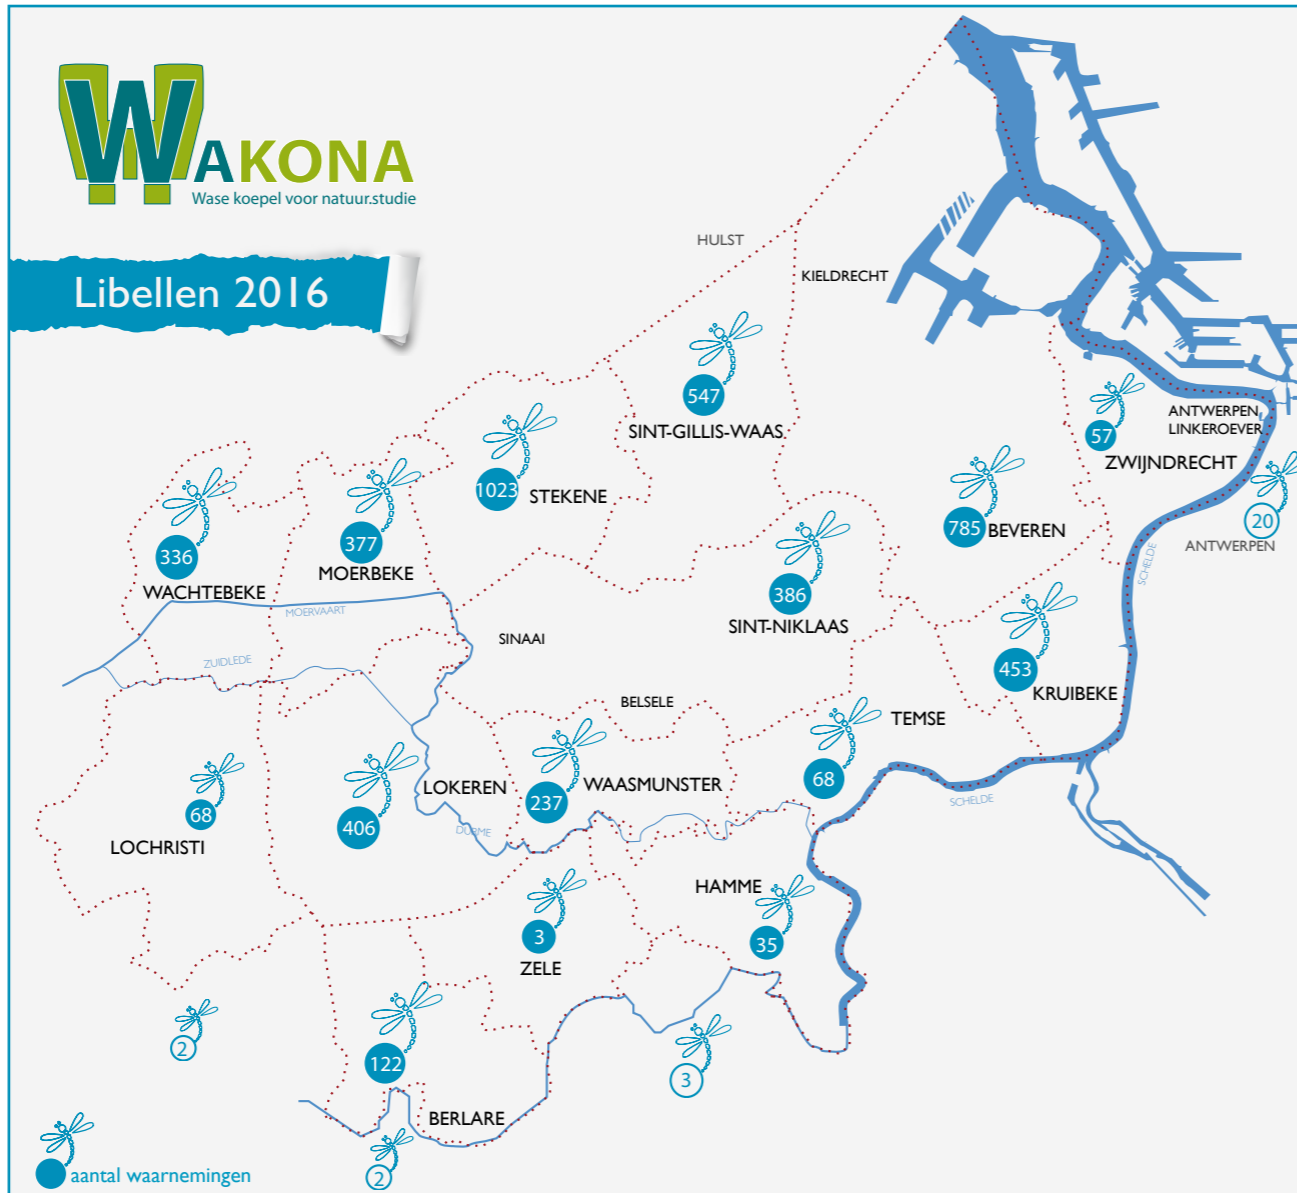 WAKONA
Wase koepel voor natuur.studie
Libellen 2016
HULST
KIELDRECHT
547
SINT-GILLIS-WAAS
57
ANTWERPEN
LINKEROEVER
ZWIJNDRECHT
1023
STEKENE
336
WACHTEBEKE
377
MOERBEKE
785
BEVEREN
20
ANTWERPEN
SCHELDE
386
SINT-NIKLAAS
MOERVAART
SINAAI
ZUIDLEDE
453
KRUIBEKE
BELSELE
TEMSE
68
68
LOCHRISTI
406
LOKEREN
237
WAASMUNSTER
SCHELDE
DURME
HAMME
35
3
ZELE
2
122
3
BERLARE
2
aantal waarnemingen